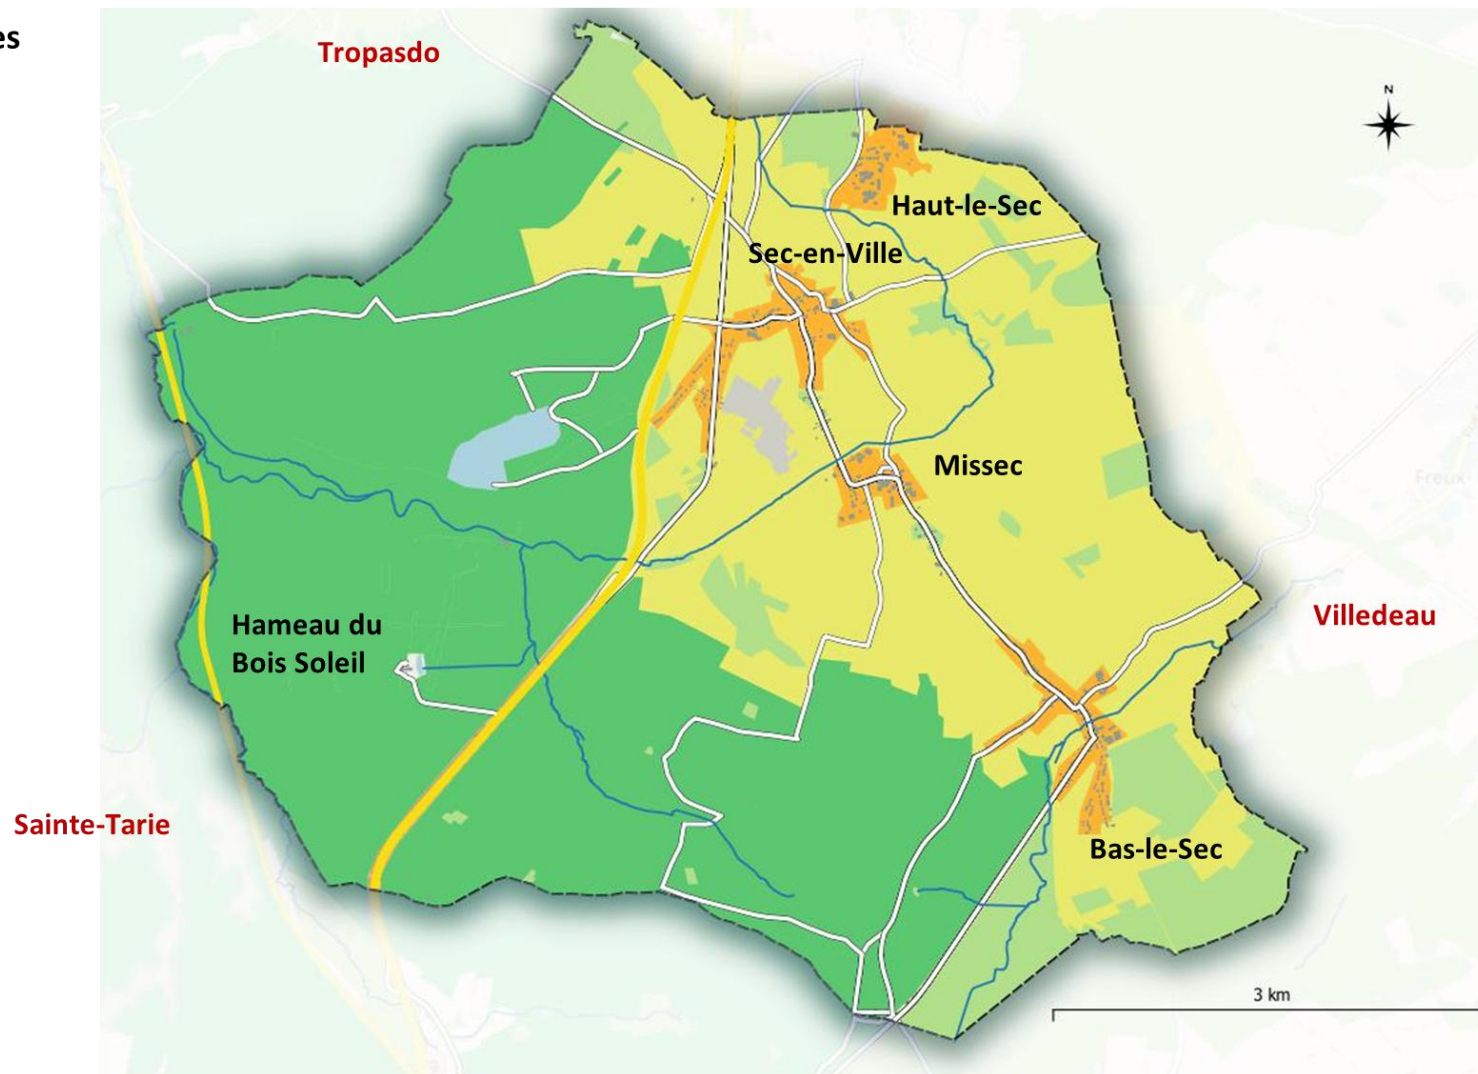 es
Tropasdo
N
Haut-le-Sec
Sec-en-Ville
Missec
Freux
Hameau du
Bois Soleil
Villedeau
Sainte-Tarie
Bas-le-Sec
3 km